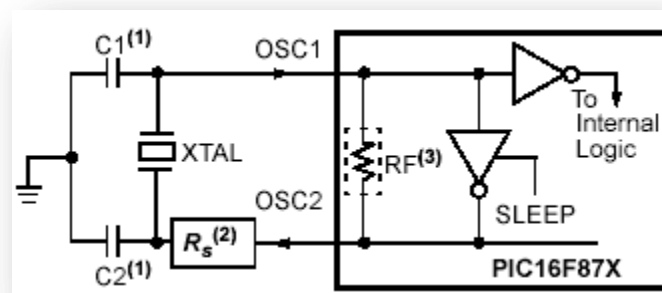 C1(1)
OSC1
To
Internal
Logic
XTAL
RF(3)
OSC2
SLEEP
Rs(2)
C2(1)
PIC16F87X